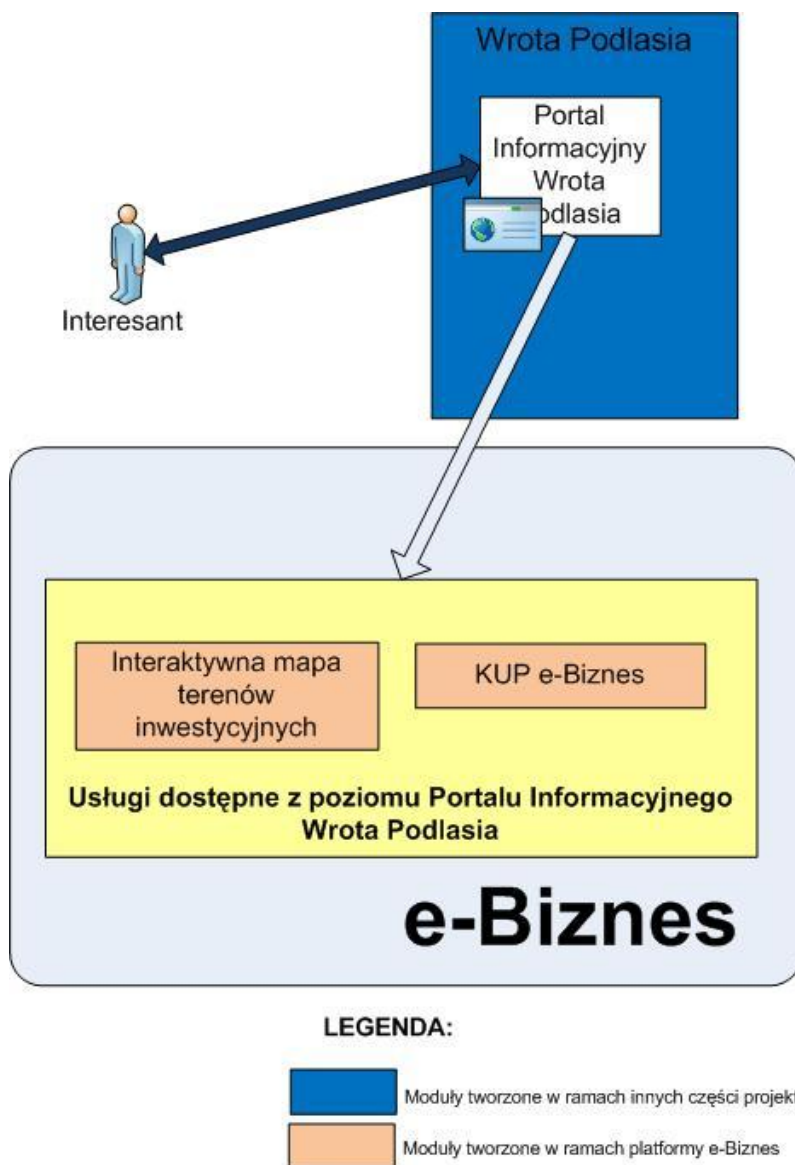 Wrota Podlasia
Portal
Informacyjny
Wrota
odlasia
Interesant
Interaktywna mapa
terenów
inwestycyjnych
KUP e-Biznes
Usługi dostępne z poziomu Portalu Informacyjnego
Wrota Podlasia
e-Biznes
LEGENDA:
Moduły tworzone w ramach innych części projekt
Moduły tworzone w ramach platformy e-Biznes